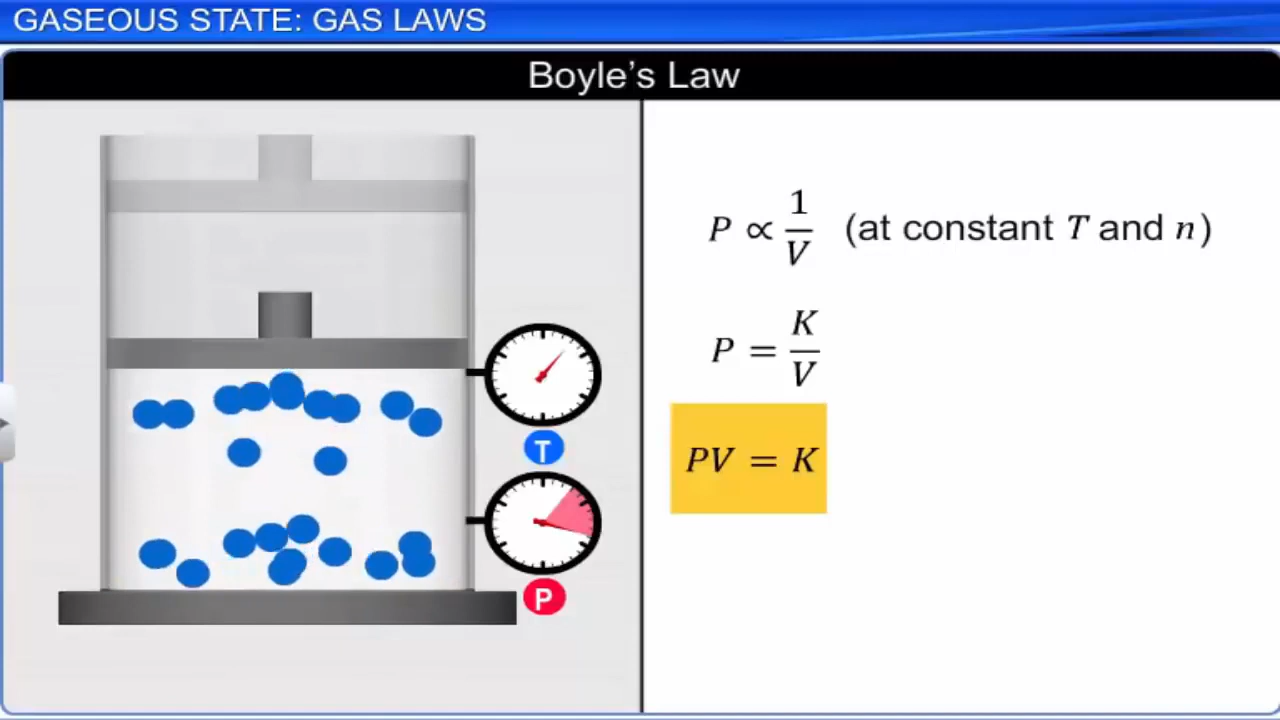 GASEOUS STATE: GAS LAWS
Boyle's Law
P ∝ 1/V (at constant T and n)
P = K/V
PV = K
T
P